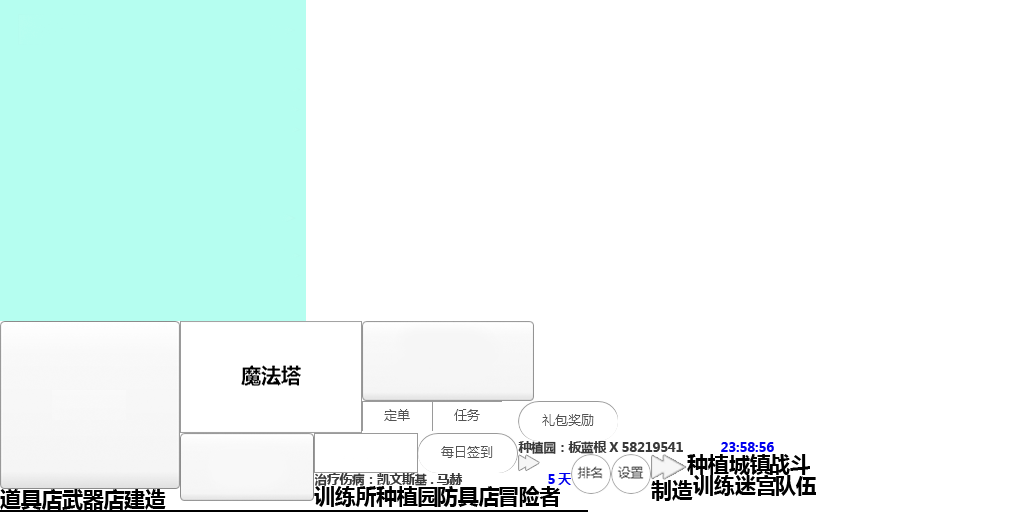 魔法塔
定单
任务
礼包奖励
每日签到
种植园：板蓝根 X 58219541
23:58:56
种植城镇战斗
排名
设置
治疗伤病：凯文斯基 . 马赫
5 天
制造训练迷宫队伍
道具店武器店建造
训练所种植园防具店冒险者